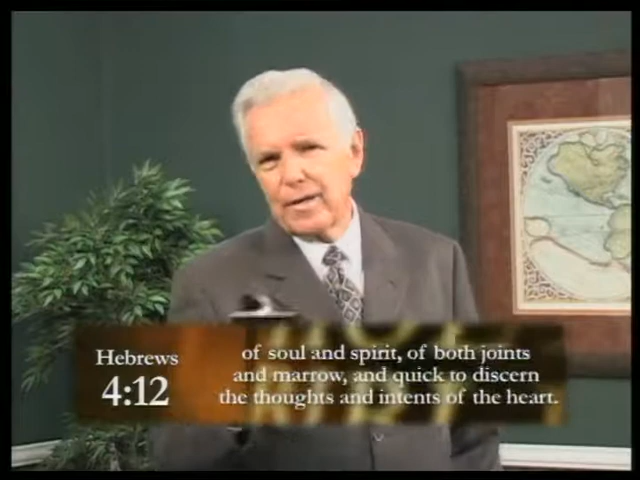 Hebrews
4:12
of soul and spirit, of both joints
and marrow, and quick to discern
the thoughts and intents of the heart.